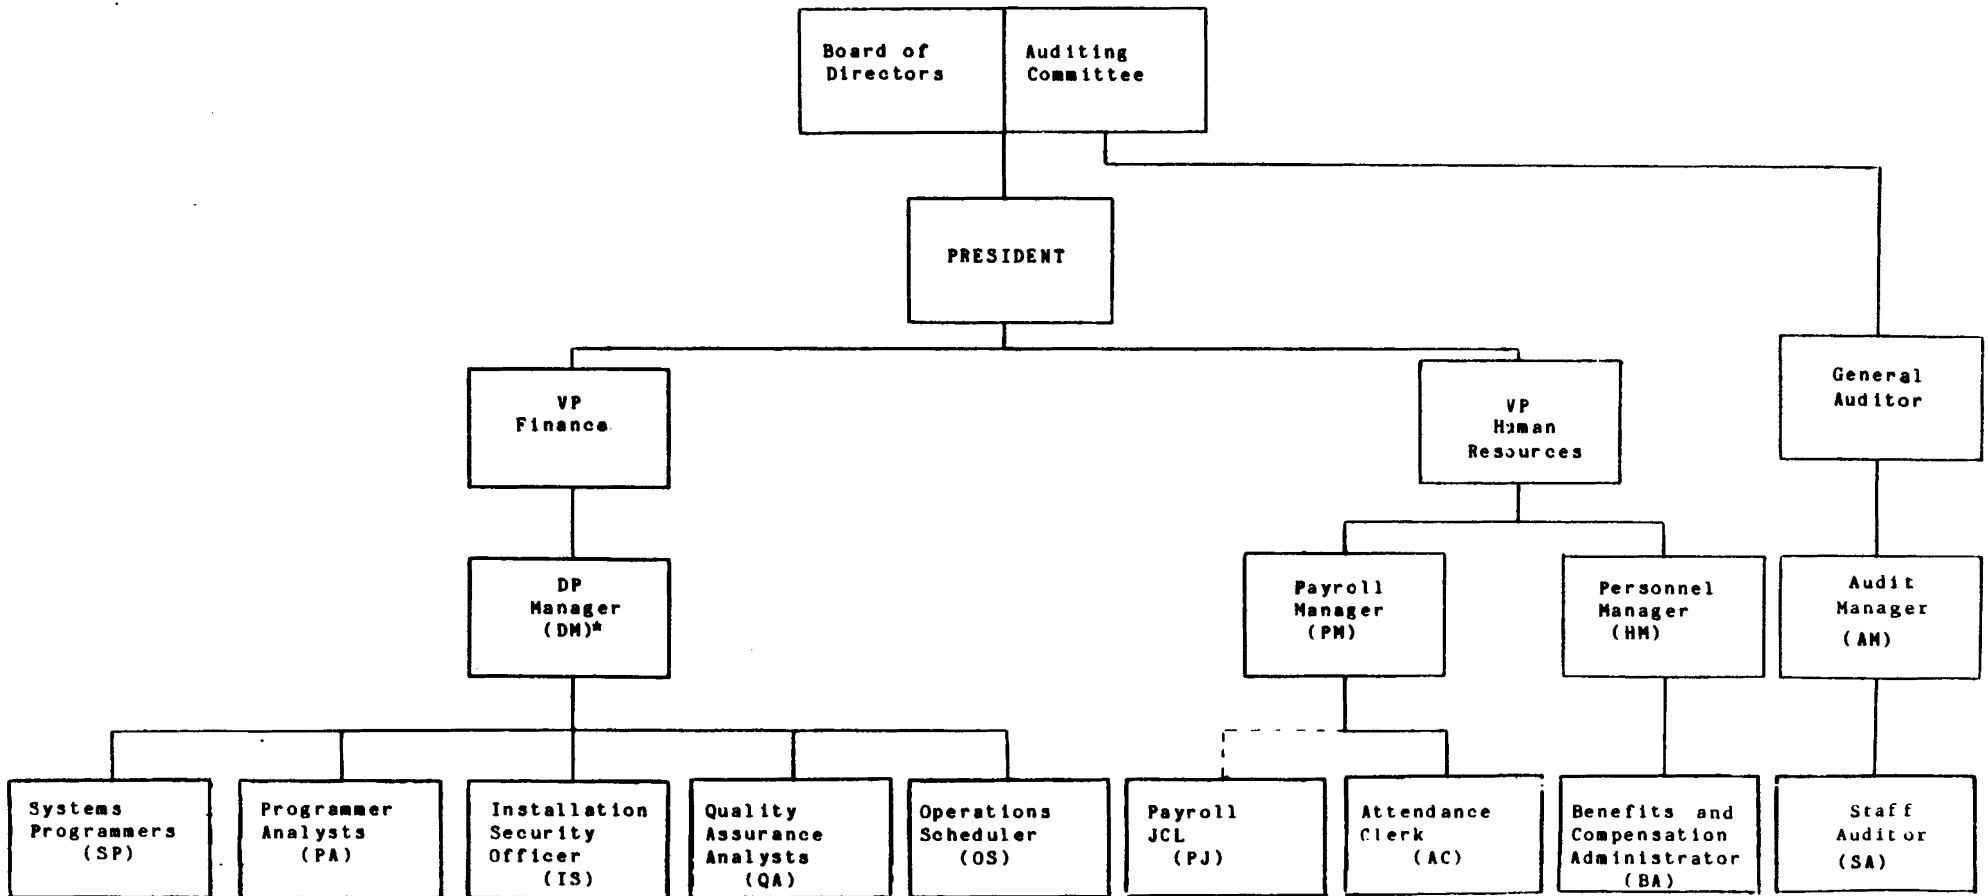 Board of
Directors
Auditing
Committee
PRESIDENT
VP
Finance
VP
Human
Resources
General
Auditor
DP
Manager
(DM)*
Payroll
Manager
(PM)
Personnel
Manager
(HM)
Audit
Manager
(AM)
Systems
Programmers
(SP)
Programmer
Analysts
(PA)
Installation
Security
Officer
(IS)
Quality
Assurance
Analysts
(QA)
Operations
Scheduler
(OS)
Payroll
JCL
(PJ)
Attendance
Clerk
(AC)
Benefits and
Compensation
Administrator
(BA)
Staff
Auditor
(SA)